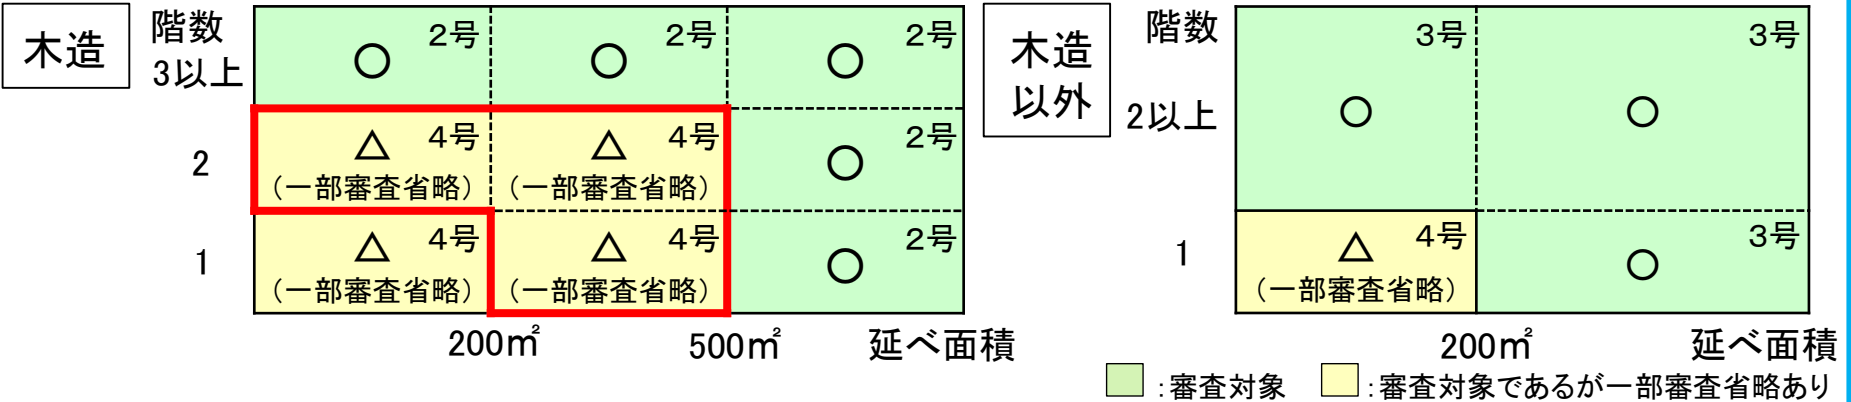 木造
階数
3以上
2号
○
2号
○
2号
○
2
△ 4号
(一部審査省略)
△ 4号
(一部審査省略)
2号
○
1
△ 4号
(一部審査省略)
△ 4号
(一部審査省略)
2号
○
200㎡
500㎡
延べ面積
木造
以外
階数
2以上
3号
○
3号
○
1
△ 4号
(一部審査省略)
3号
○
200㎡
延べ面積
:審査対象
:審査対象であるが一部審査省略あり